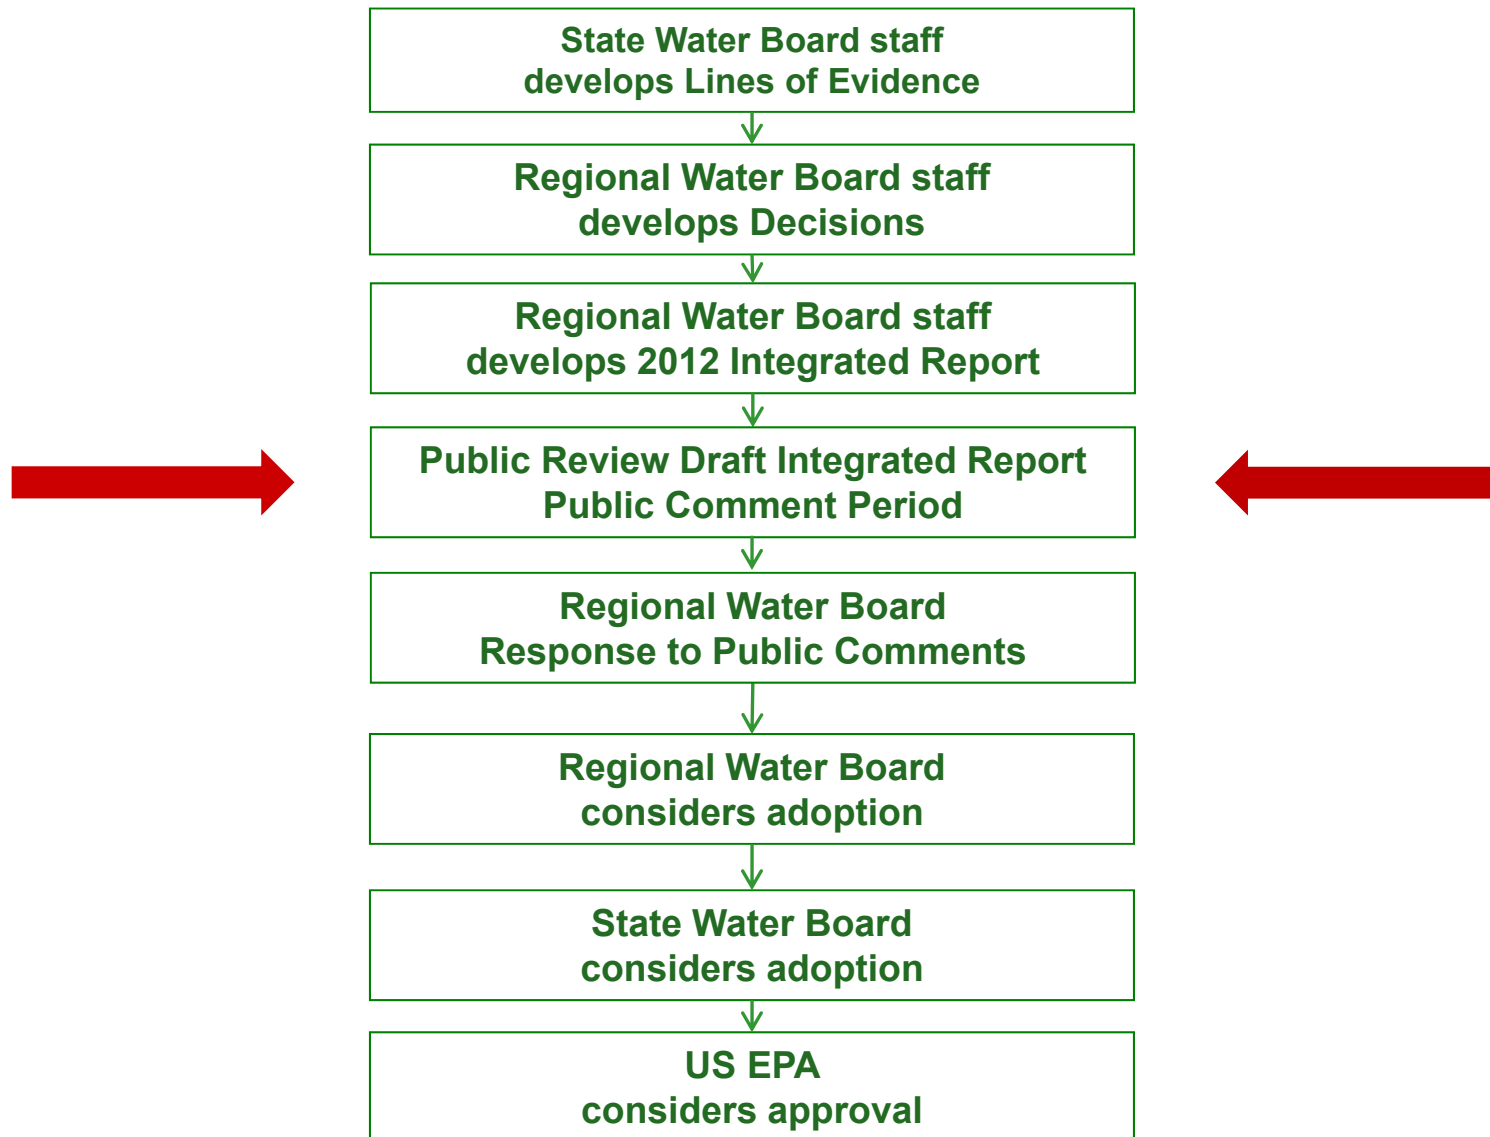 State Water Board staff
develops Lines of Evidence
Regional Water Board staff
develops Decisions
Regional Water Board staff
develops 2012 Integrated Report
Public Review Draft Integrated Report
Public Comment Period
Regional Water Board
Response to Public Comments
Regional Water Board
considers adoption
State Water Board
considers adoption
US EPA
considers approval